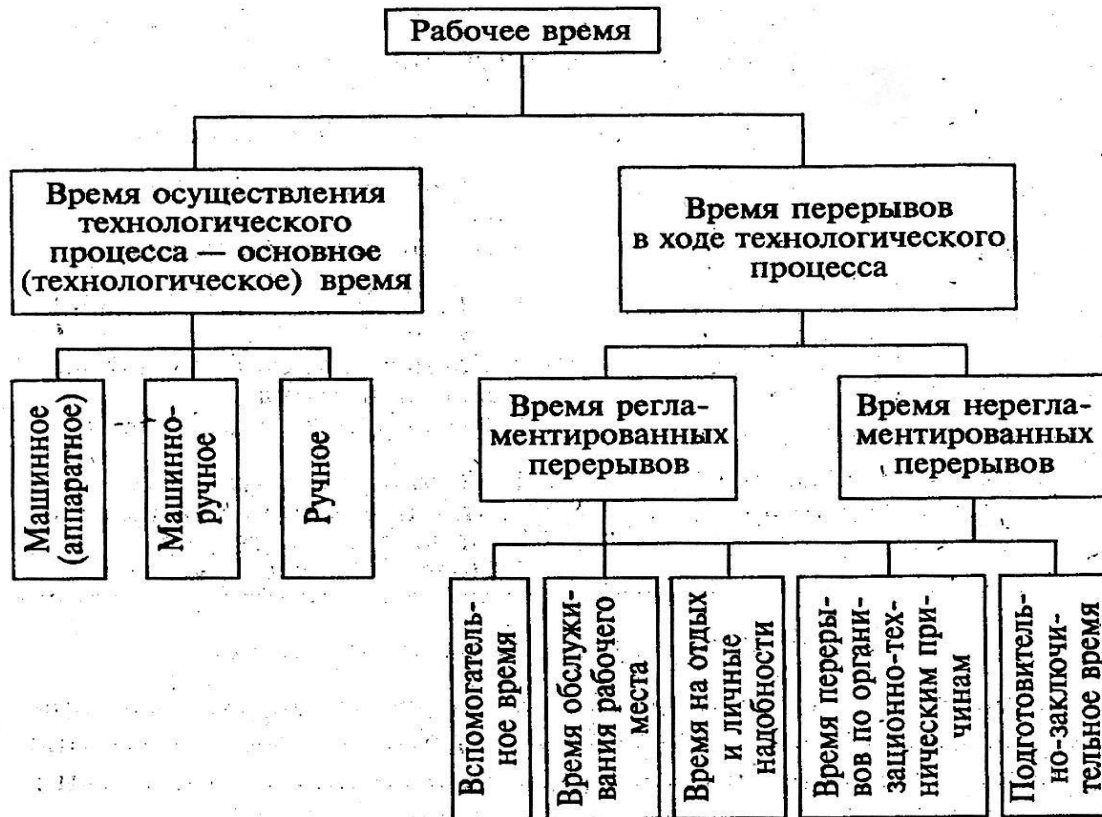 Рабочее время
Время осуществления
технологического
процесса — основное
(технологическое) время
Время перерывов
в ходе технологического
процесса
Машинное
(аппаратное)
Машинно-
ручное
Ручное
Время регла-
ментированных
перерывов
Время нерегла-
ментированных
перерывов
Вспомогатель-
ное время
Время обслужи-
вания рабочего
места
Время на отдых
и личные
надобности
Время переры-
вов по органи-
зационно-тех-
ническим при-
чинам
Подготовитель-
но-заключи-
тельное время